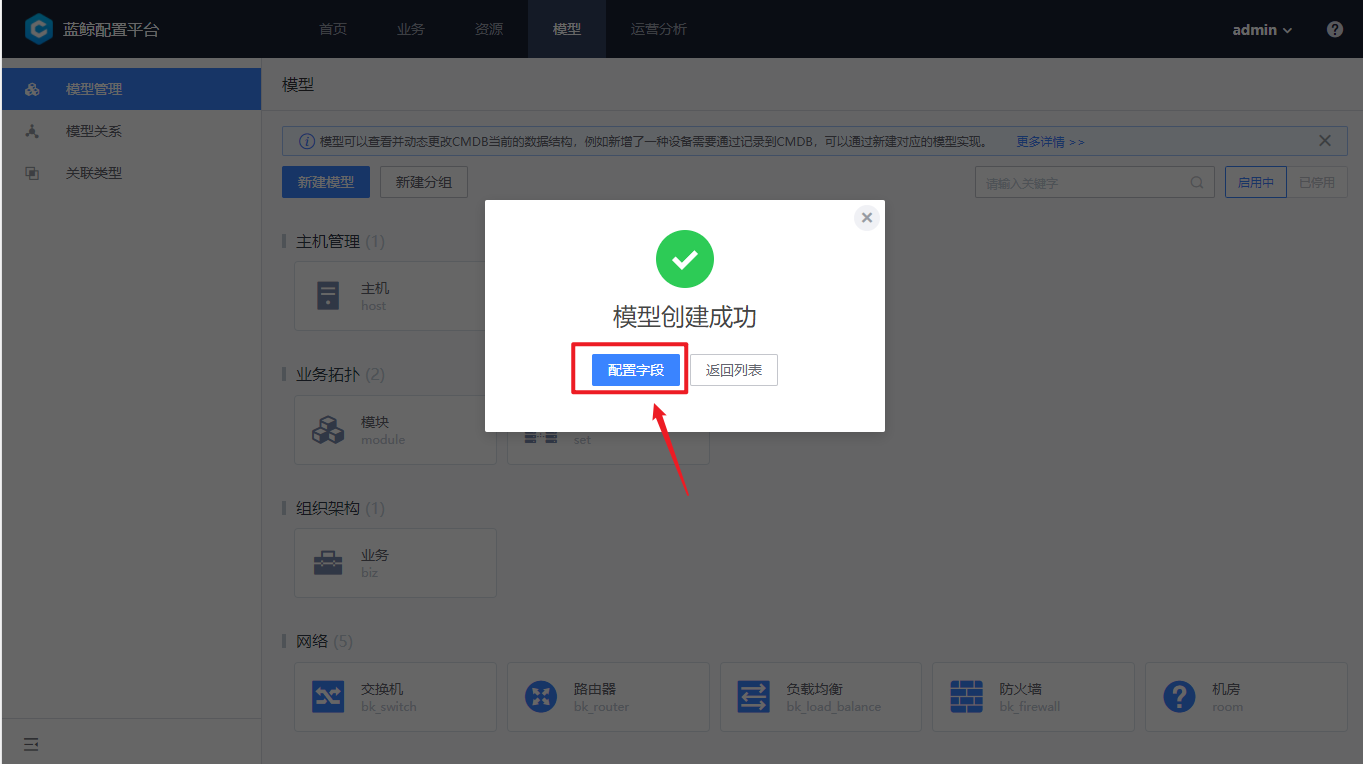 蓝鲸配置平台 首页 业务 资源 模型 运营分析 admin
模型管理
模型关系
关联类型
模型
模型可以查看并动态更改CMDB当前的数据结构，例如新增了一种设备需要通过记录到CMDB，可以通过新建对应的模型实现。 更多详情 >>
新建模型 新建分组 请输入关键字 启用中 已停用
主机管理 (1)
主机
host
模型创建成功
配置字段 返回列表
业务拓扑 (2)
模块
module
set
组织架构 (1)
业务
biz
网络 (5)
交换机
bk_switch
路由器
bk_router
负载均衡
bk_load_balance
防火墙
bk_firewall
机房
room